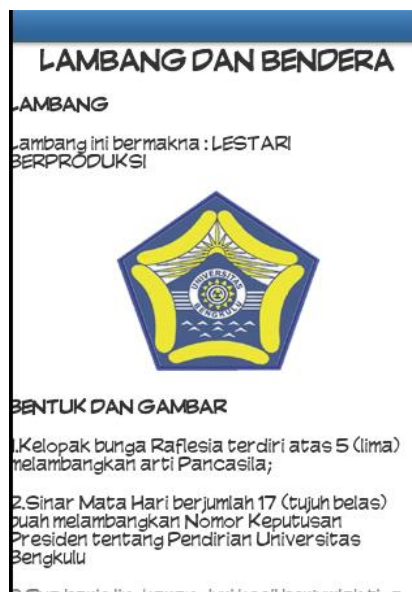 LAMBANG DAN BENDERA
LAMBANG
Lambang ini bermakna : LESTARI
BERPRODUKSI
UNIVERSITAS
BENGKULU
BENTUK DAN GAMBAR
1.Kelopak bunga Raflesia terdiri atas 5 (lima)
melambangkan arti Pancasila;
2.Sinar Mata Hari berjumlah 17 (tujuh belas)
buah melambangkan Nomor Keputusan
Presiden tentang Pendirian Universitas
Bengkulu